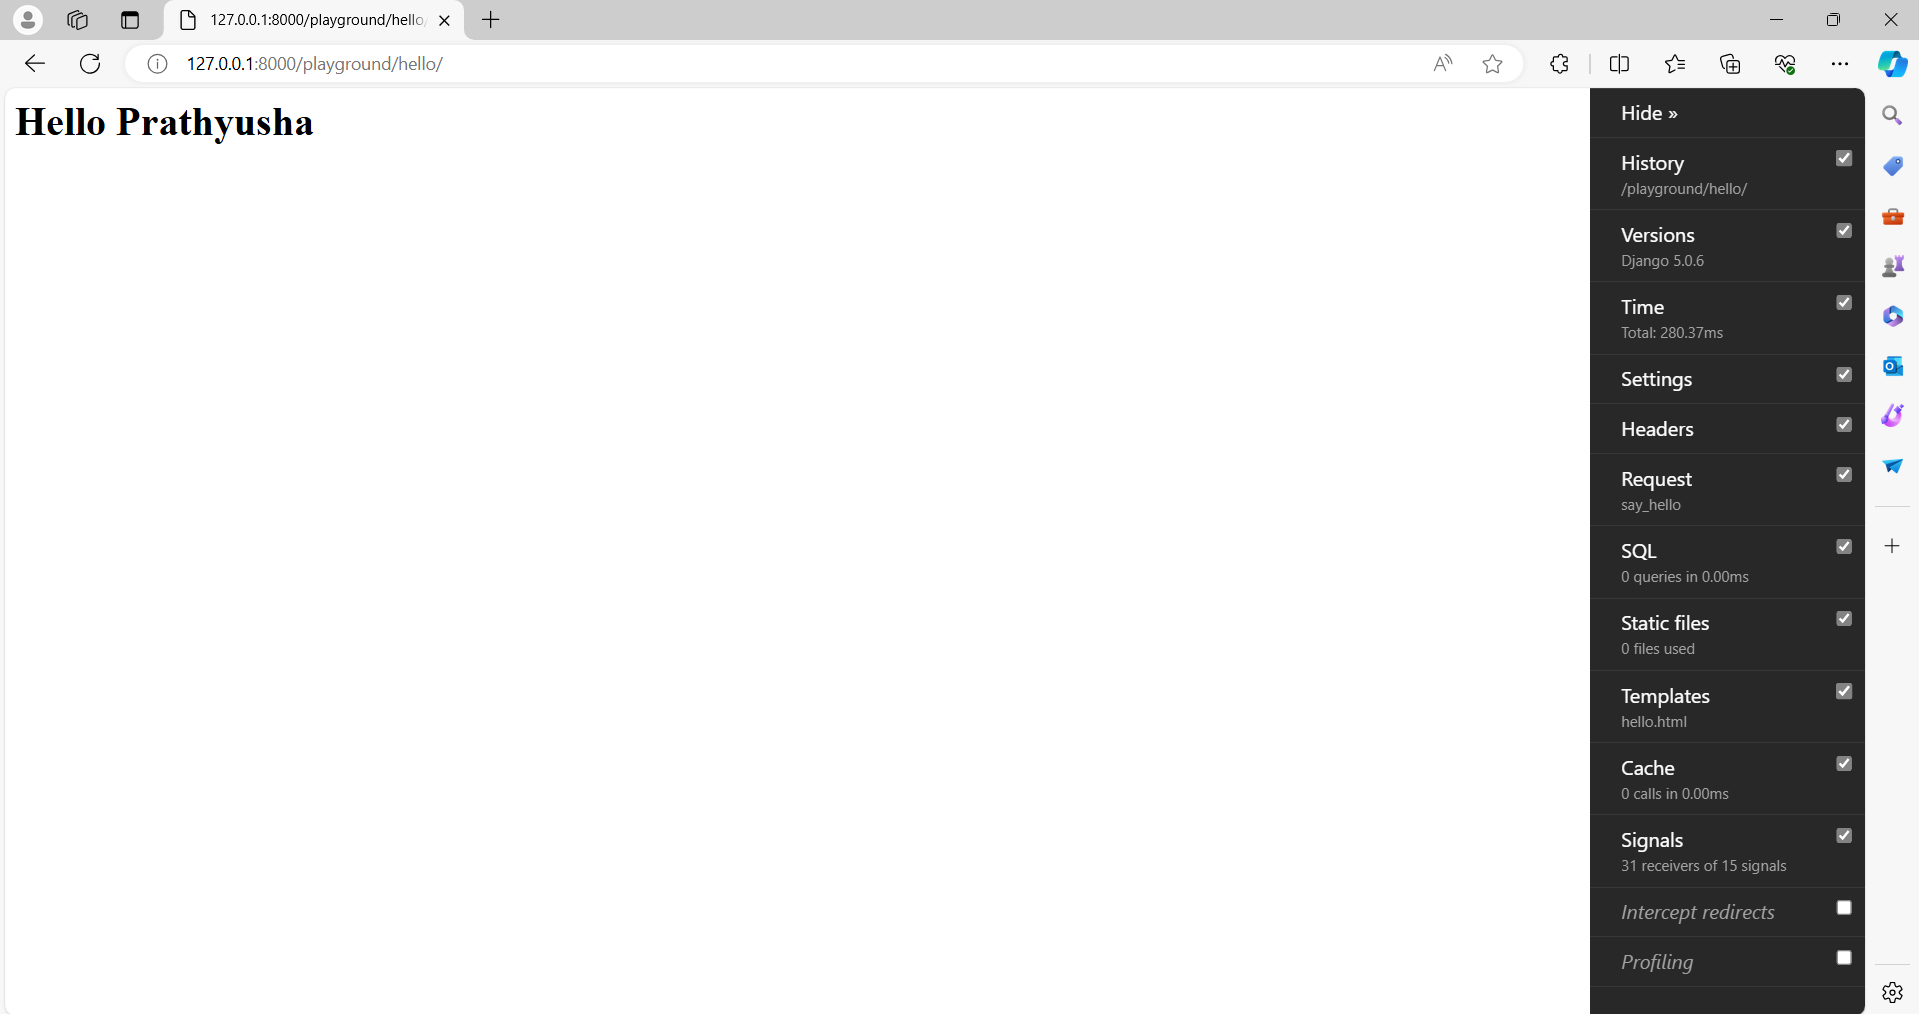 127.0.0.1:8000/playground/hello/
127.0.0.1:8000/playground/hello/
Hello Prathyusha
Hide »
History
/playground/hello/
Versions
Django 5.0.6
Time
Total: 280.37ms
Settings
Headers
Request
say_hello
SQL
0 queries in 0.00ms
Static files
0 files used
Templates
hello.html
Cache
0 calls in 0.00ms
Signals
31 receivers of 15 signals
Intercept redirects
Profiling